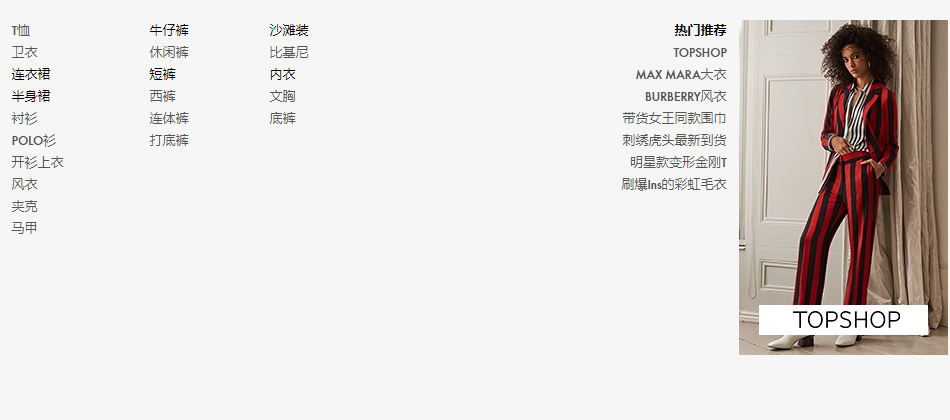 T恤
卫衣
连衣裙
半身裙
衬衫
POLO衫
开衫上衣
风衣
夹克
马甲
牛仔裤
休闲裤
短裤
西裤
连体裤
打底裤
沙滩装
比基尼
内衣
文胸
底裤
热门推荐
TOPSHOP
MAX MARA大衣
BURBERRY风衣
带货女王同款围巾
刺绣虎头最新到货
明星款变形金刚T
刷爆Ins的彩虹毛衣
TOPSHOP